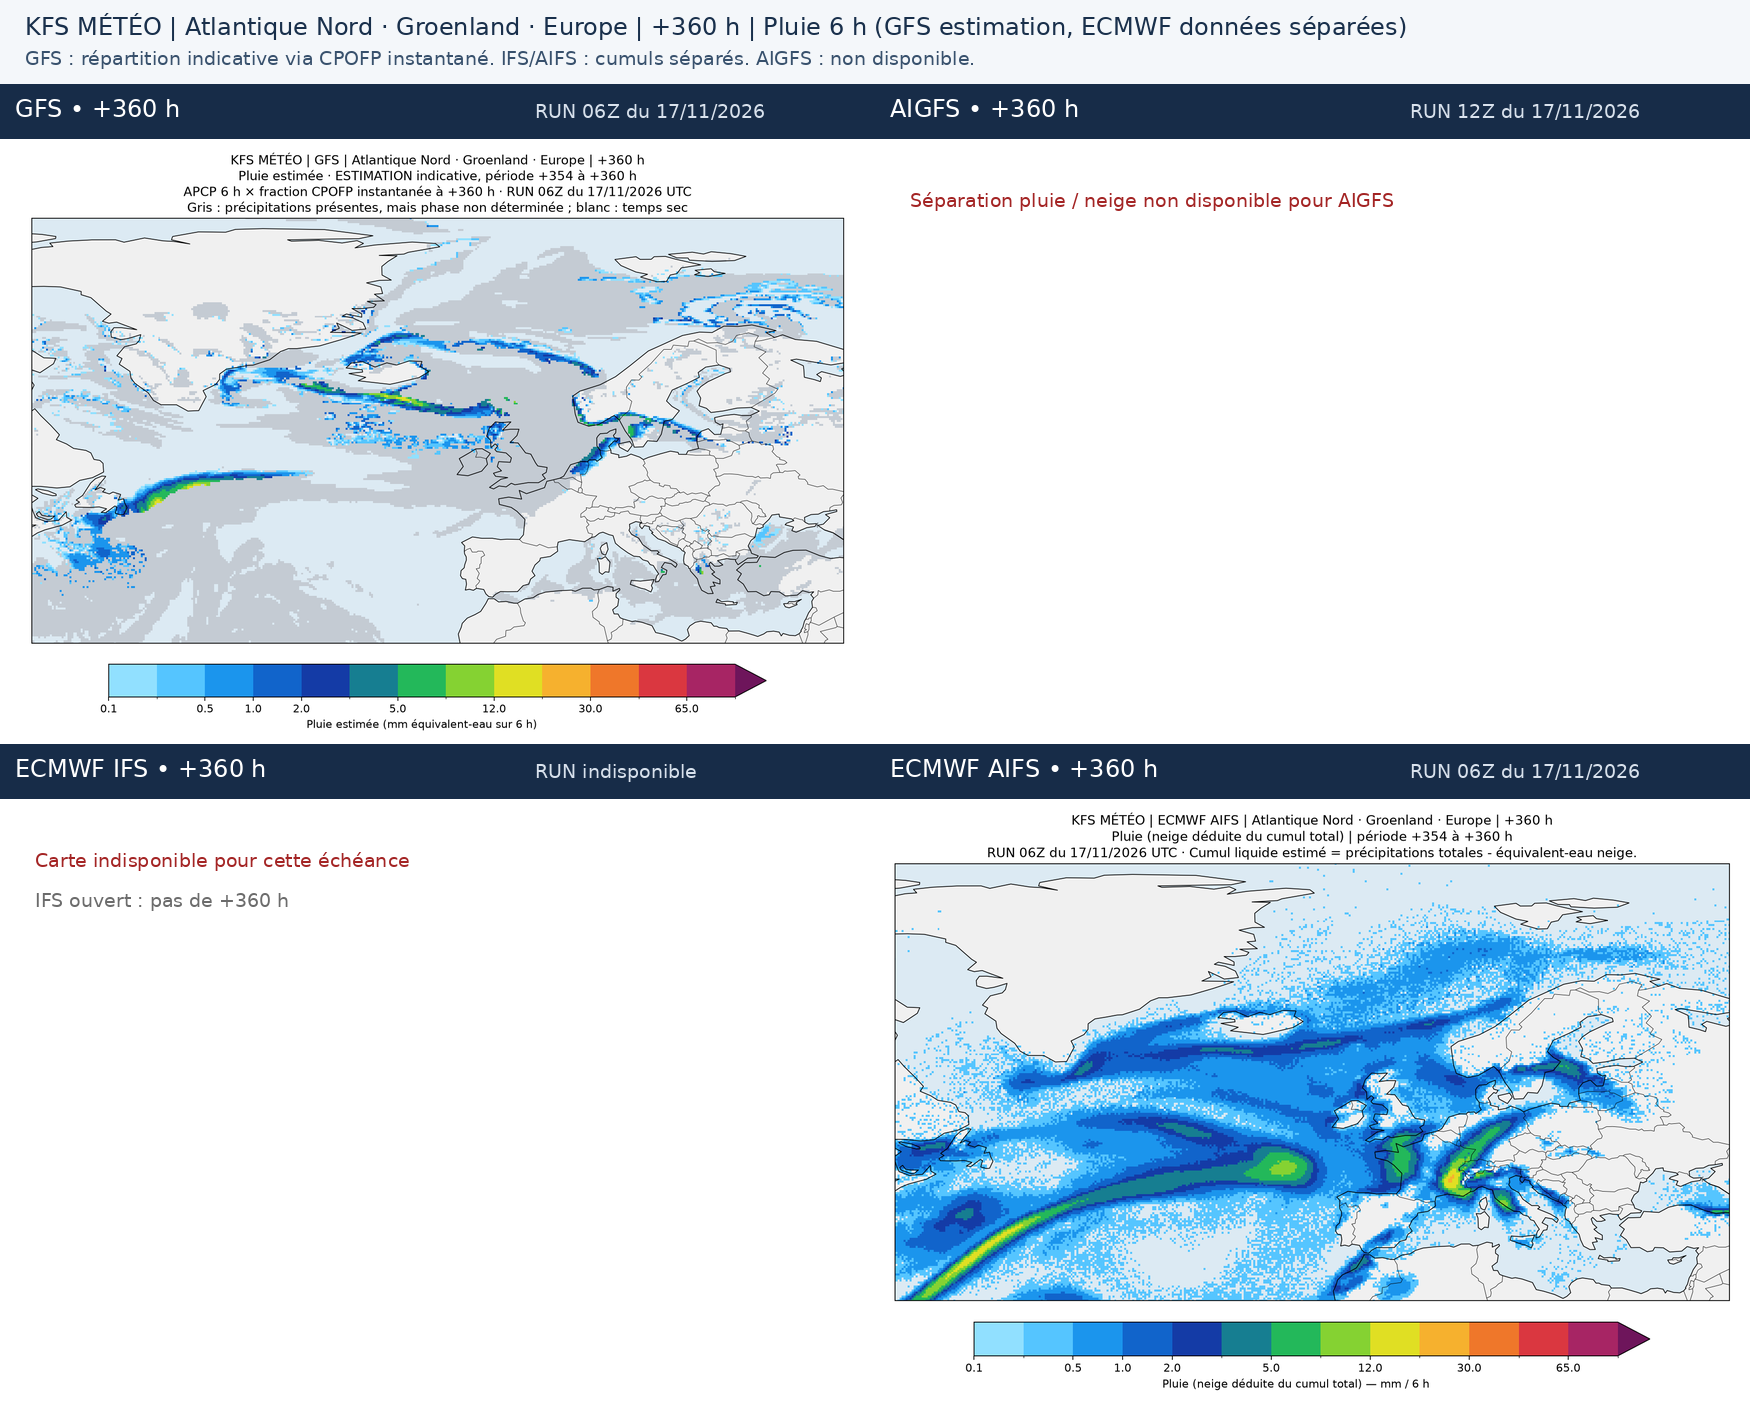 KFS MÉTÉO | Atlantique Nord · Groenland · Europe | +360 h | Pluie 6 h (GFS estimation, ECMWF données séparées)
GFS : répartition indicative via CPOFP instantané. IFS/AIFS : cumuls séparés. AIGFS : non disponible.
GFS • +360 h
RUN 06Z du 17/11/2026
AIGFS • +360 h
RUN 12Z du 17/11/2026
KFS MÉTÉO | GFS | Atlantique Nord · Groenland · Europe | +360 h
Pluie estimée · ESTIMATION indicative, période +354 à +360 h
APCP 6 h × fraction CPOFP instantanée à +360 h · RUN 06Z du 17/11/2026 UTC
Gris : précipitations présentes, mais phase non déterminée ; blanc : temps sec
Séparation pluie / neige non disponible pour AIGFS
0.1 0.5 1.0 2.0 5.0 12.0 30.0 65.0
Pluie estimée (mm équivalent-eau sur 6 h)
ECMWF IFS • +360 h
RUN indisponible
ECMWF AIFS • +360 h
RUN 06Z du 17/11/2026
Carte indisponible pour cette échéance
IFS ouvert : pas de +360 h
KFS MÉTÉO | ECMWF AIFS | Atlantique Nord · Groenland · Europe | +360 h
Pluie (neige déduite du cumul total) | période +354 à +360 h
RUN 06Z du 17/11/2026 UTC · Cumul liquide estimé = précipitations totales - équivalent-eau neige.
0.1 0.5 1.0 2.0 5.0 12.0 30.0 65.0
Pluie (neige déduite du cumul total) — mm / 6 h